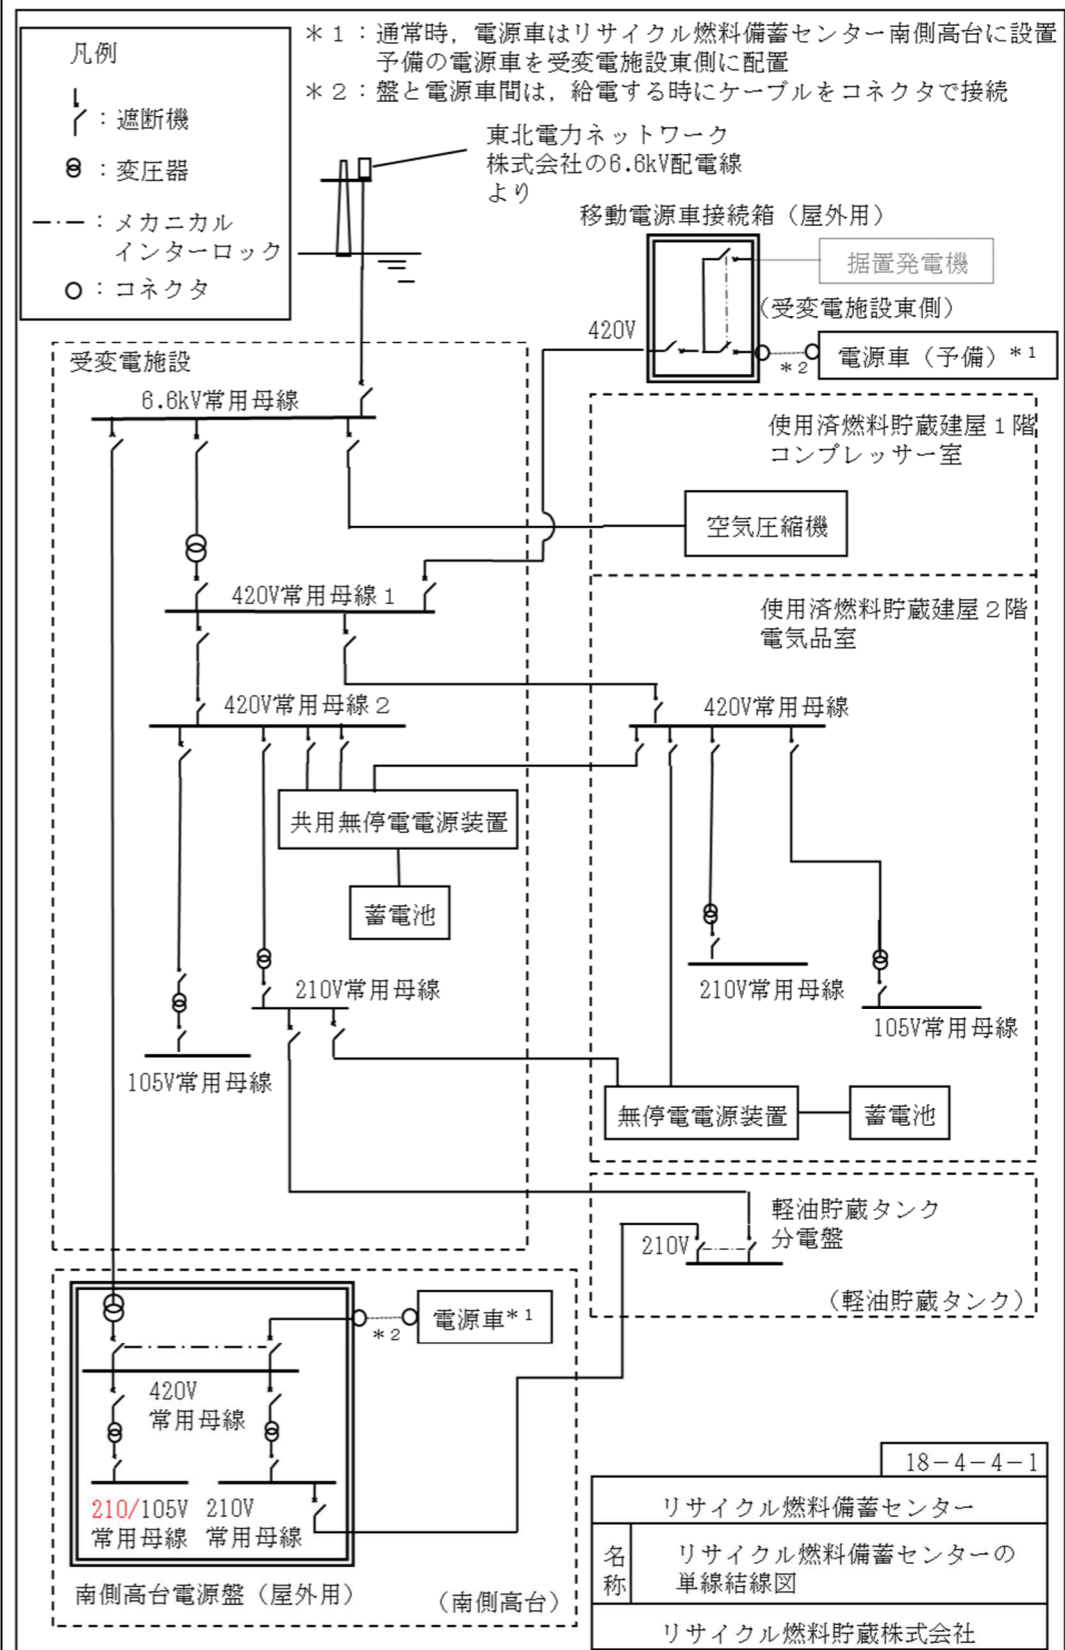 凡例
：遮断機
：変圧器
：メカニカル
インターロック
：コネクタ
＊1：通常時，電源車はリサイクル燃料備蓄センター南側高台に設置
予備の電源車を受変電施設東側に配置
＊2：盤と電源車間は，給電する時にケーブルをコネクタで接続
東北電力ネットワーク
株式会社の6.6kV配電線
より
移動電源車接続箱（屋外用）
据置発電機
（受変電施設東側）
420V
＊2
電源車（予備）＊1
受変電施設
6.6kV常用母線
使用済燃料貯蔵建屋1階
コンプレッサー室
空気圧縮機
420V常用母線1
使用済燃料貯蔵建屋2階
電気品室
420V常用母線2
420V常用母線
共用無停電電源装置
蓄電池
210V常用母線
105V常用母線
210V常用母線
105V常用母線
無停電電源装置
蓄電池
軽油貯蔵タンク
分電盤
210V
（軽油貯蔵タンク）
電源車＊1
＊2
420V
常用母線
210/105V
常用母線
210V
常用母線
南側高台電源盤（屋外用）
（南側高台）
18－4－4－1
リサイクル燃料備蓄センター
名称
リサイクル燃料備蓄センターの
単線結線図
リサイクル燃料貯蔵株式会社